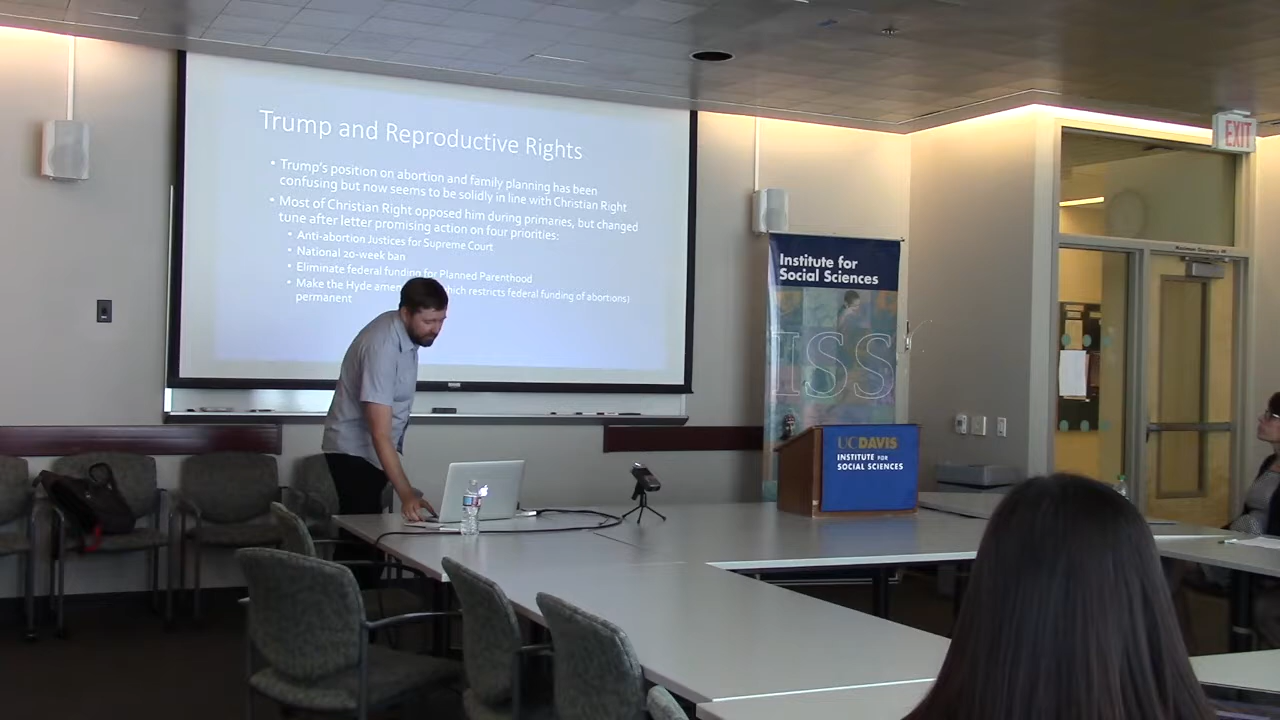 Trump and Reproductive Rights
• Trump's position on abortion and family planning has been
confusing but now seems to be solidly in line with Christian Right
• Most of Christian Right opposed him during primaries, but changed
tune after letter promising action on four priorities:
• Anti-abortion Justices for Supreme Court
• National 20-week ban
• Eliminate federal funding for Planned Parenthood
• Make the Hyde which restricts federal funding of abortions)
permanent
EXIT
Institute for
Social Sciences
ISS
UC DAVIS
INSTITUTE FOR
SOCIAL SCIENCES